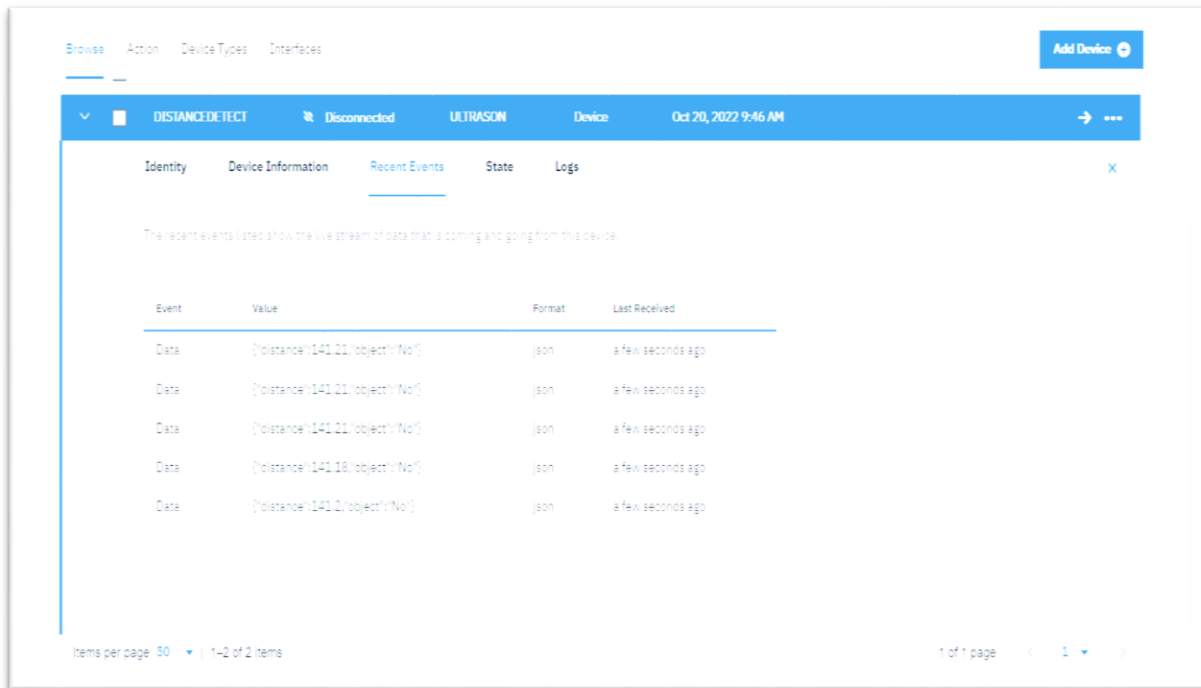 Browse Action Device Types Interfaces Add Device
DISTANCEDETECT Disconnected ULTRASON Device Oct 20, 2022 9:46 AM
Identity Device Information Recent Events State Logs
The recent events listed show the live stream of data that is coming and going from this device.
Event Value Format Last Received
Data {"distance":141.21,"object":"No"} json a few seconds ago
Data {"distance":141.21,"object":"No"} json a few seconds ago
Data {"distance":141.21,"object":"No"} json a few seconds ago
Data {"distance":141.18,"object":"No"} json a few seconds ago
Data {"distance":141.2,"object":"No"} json a few seconds ago
Items per page 50 | 1–2 of 2 items 1 of 1 page 1